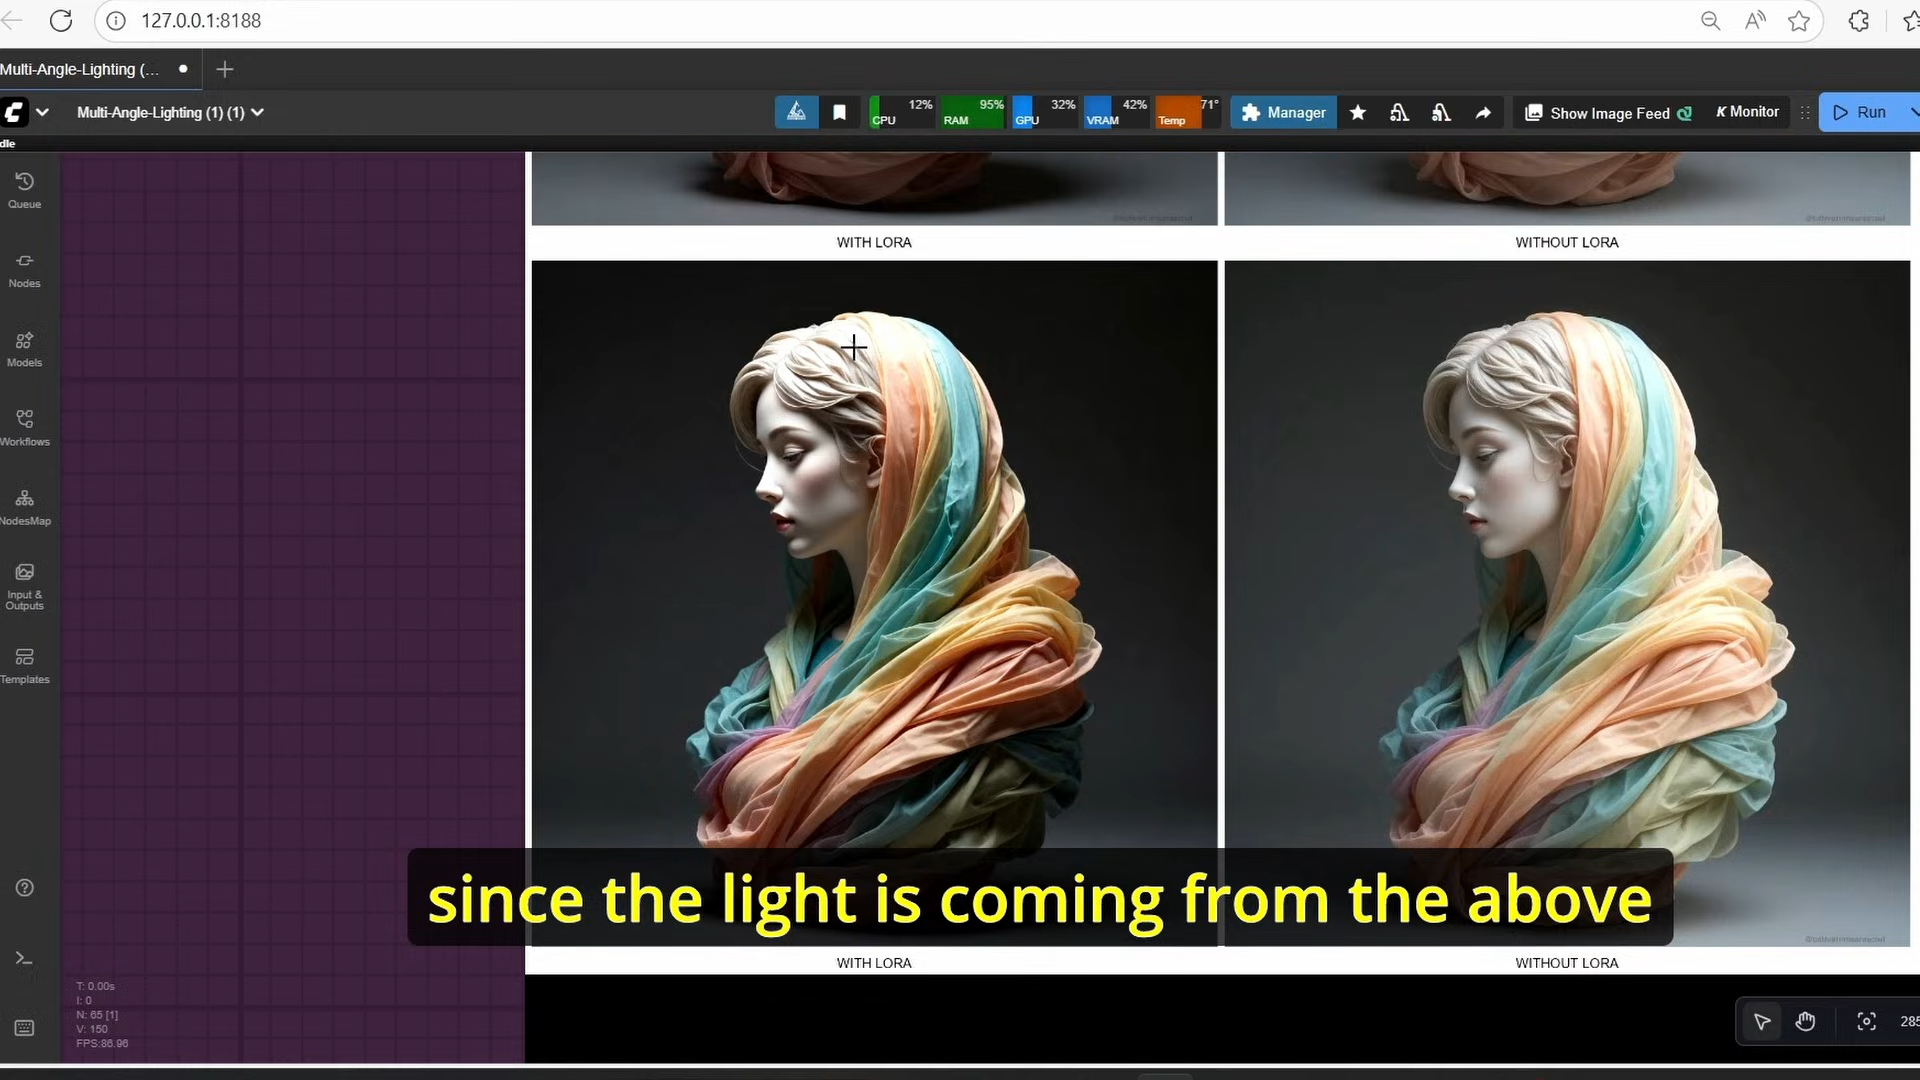 127.0.0.1:8188
Multi-Angle-Lighting (...
Multi-Angle-Lighting (1) (1)
CPU 12%
RAM 95%
GPU 32%
VRAM 42%
Temp 71°
Manager
Show Image Feed
K Monitor
Run
dle
Queue
Nodes
Models
Workflows
NodesMap
Input &
Outputs
Templates
WITH LORA
WITHOUT LORA
since the light is coming from the above
WITH LORA
WITHOUT LORA
T: 0.00s
I: 0
N: 65 [1]
V: 150
FPS:86.96
285